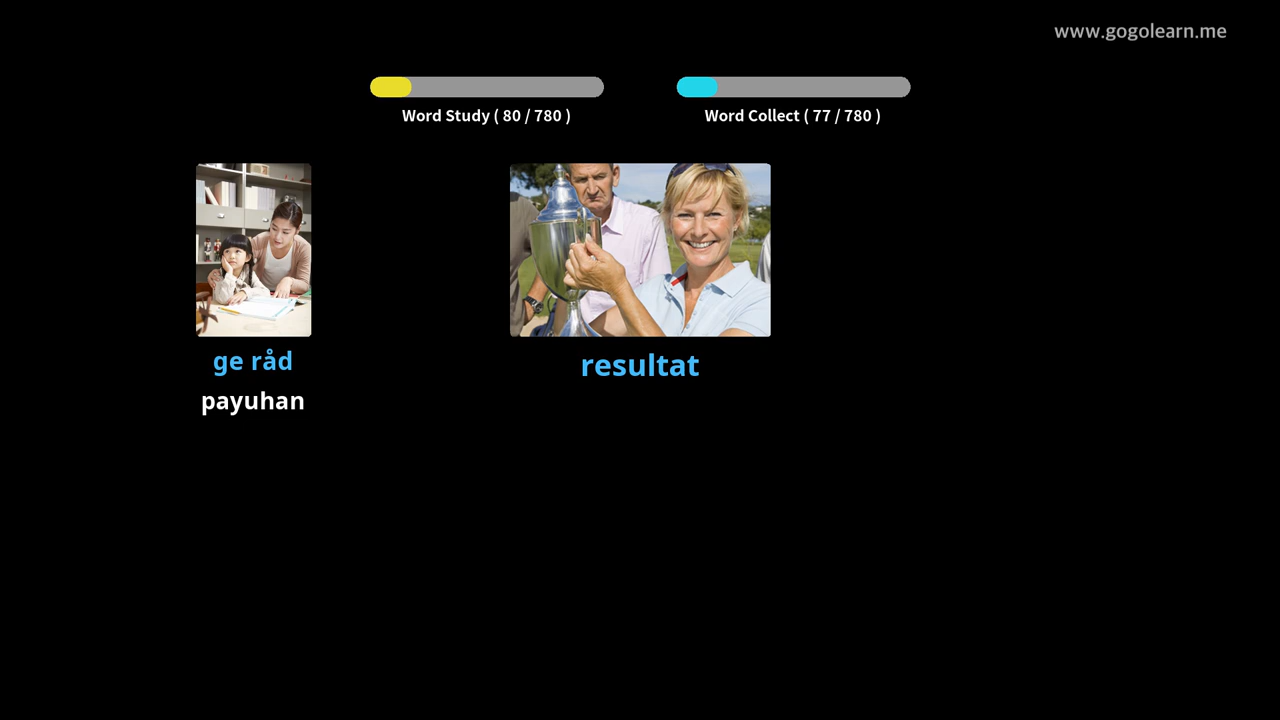 www.gogolearn.me
Word Study ( 80 / 780 )
Word Collect ( 77 / 780 )
ge råd
payuhan
resultat